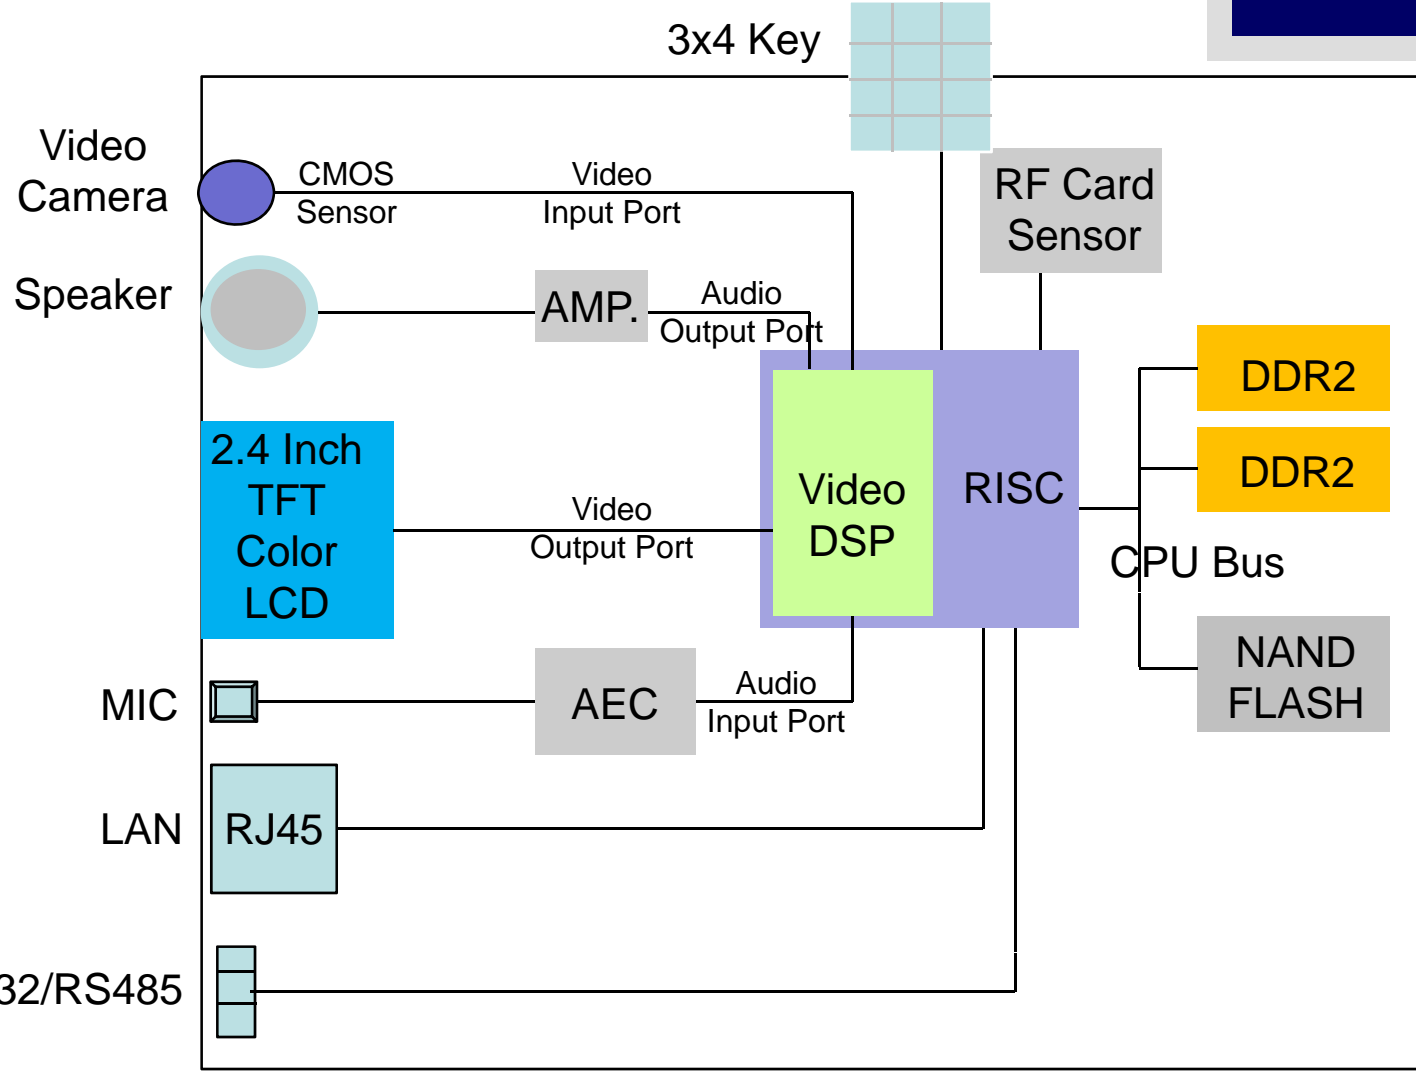 3x4 Key
Video
Camera
CMOS
Sensor
Video
Input Port
RF Card
Sensor
Speaker
AMP.
Audio
Output Port
DDR2
DDR2
2.4 Inch
TFT
Color
LCD
Video
Output Port
Video
DSP
RISC
CPU Bus
NAND
FLASH
MIC
AEC
Audio
Input Port
LAN
RJ45
32/RS485